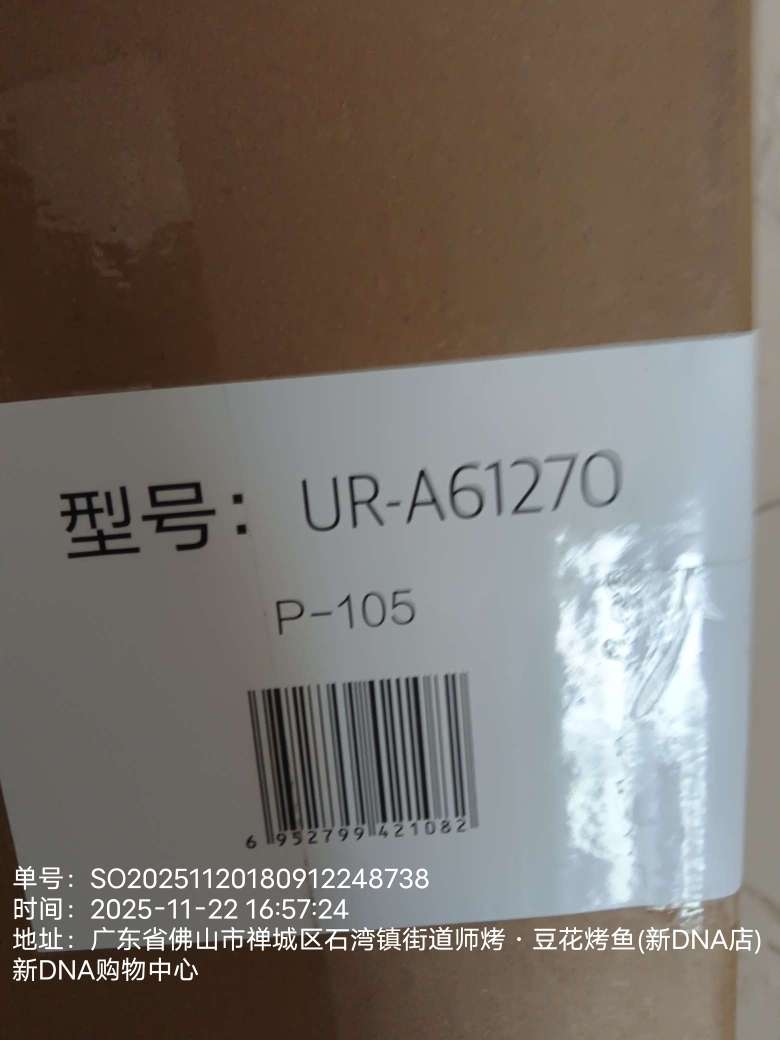 型号：UR-A61270
P-105
6 952799 421082
单号：SO20251120180912248738
时间：2025-11-22 16:57:24
地址：广东省佛山市禅城区石湾镇街道师烤·豆花烤鱼(新DNA店)
新DNA购物中心